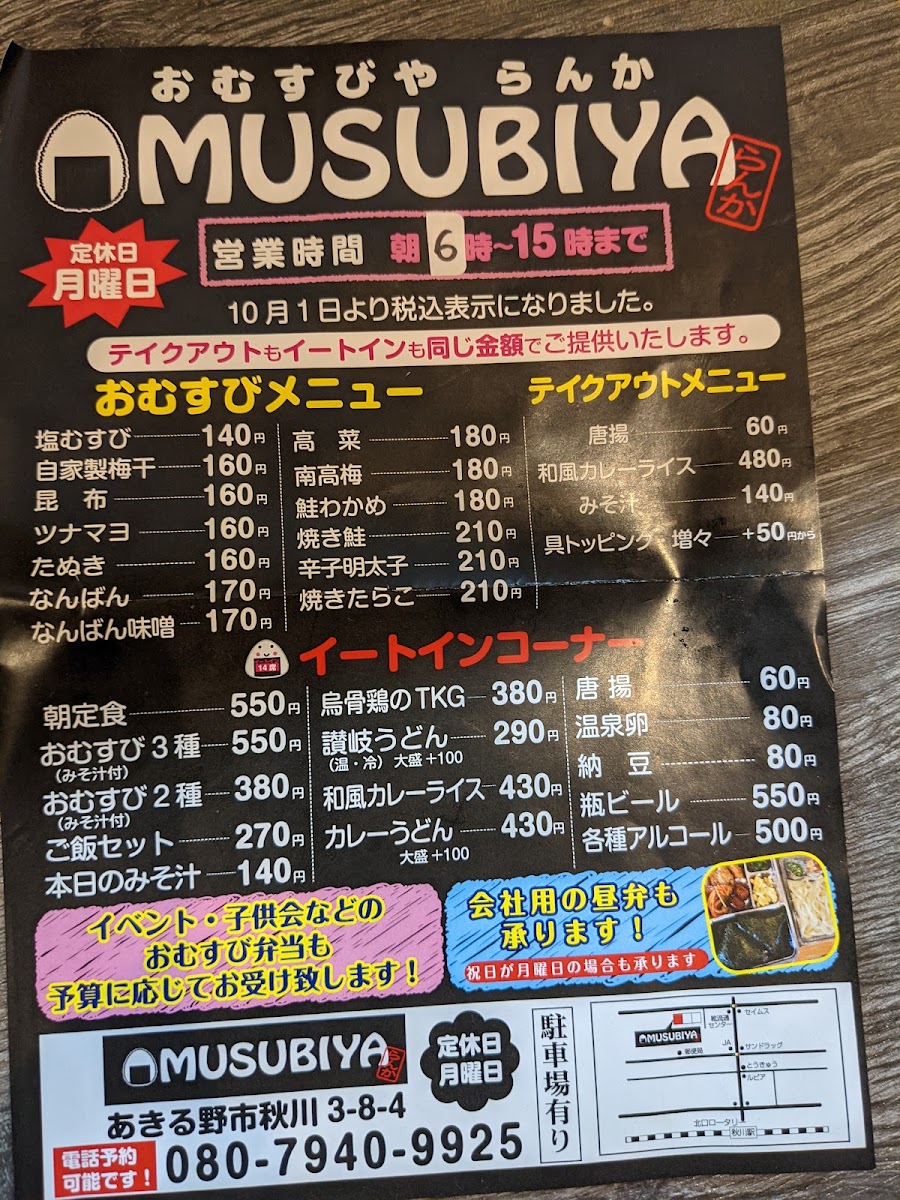 おむすびや らんか
OMUSUBIYA
らんか
定休日
月曜日
営業時間 朝6時~15時まで
10月1日より税込表示になりました。
テイクアウトもイートインも同じ金額でご提供いたします。
おむすびメニュー
塩むすび 140円
自家製梅干 160円
昆布 160円
ツナマヨ 160円
たぬき 160円
なんばん 170円
なんばん味噌 170円
高菜 180円
南高梅 180円
鮭わかめ 180円
焼き鮭 210円
辛子明太子 210円
焼きたらこ 210円
テイクアウトメニュー
唐揚 60円
和風カレーライス 480円
みそ汁 140円
具トッピング・増々 +50円から
14席
イートインコーナー
朝定食 550円
おむすび3種 550円
(みそ汁付)
おむすび2種 380円
(みそ汁付)
ご飯セット 270円
本日のみそ汁 140円
烏骨鶏のTKG 380円
讃岐うどん 290円
(温・冷) 大盛+100
和風カレーライス 430円
カレーうどん 430円
大盛+100
唐揚 60円
温泉卵 80円
納豆 80円
瓶ビール 550円
各種アルコール 500円
イベント・子供会などの
おむすび弁当も
予算に応じてお受け致します！
会社用の昼弁も
承ります！
祝日が月曜日の場合も承ります
OMUSUBIYA
らんか
定休日
月曜日
あきる野市秋川 3-8-4
電話予約
可能です！
080-7940-9925
駐車場有り
OMUSUBIYA
センター
セイムス
JA
サンドラッグ
郵便局
とうきゅう
ルピア
北口ロータリー
秋川駅